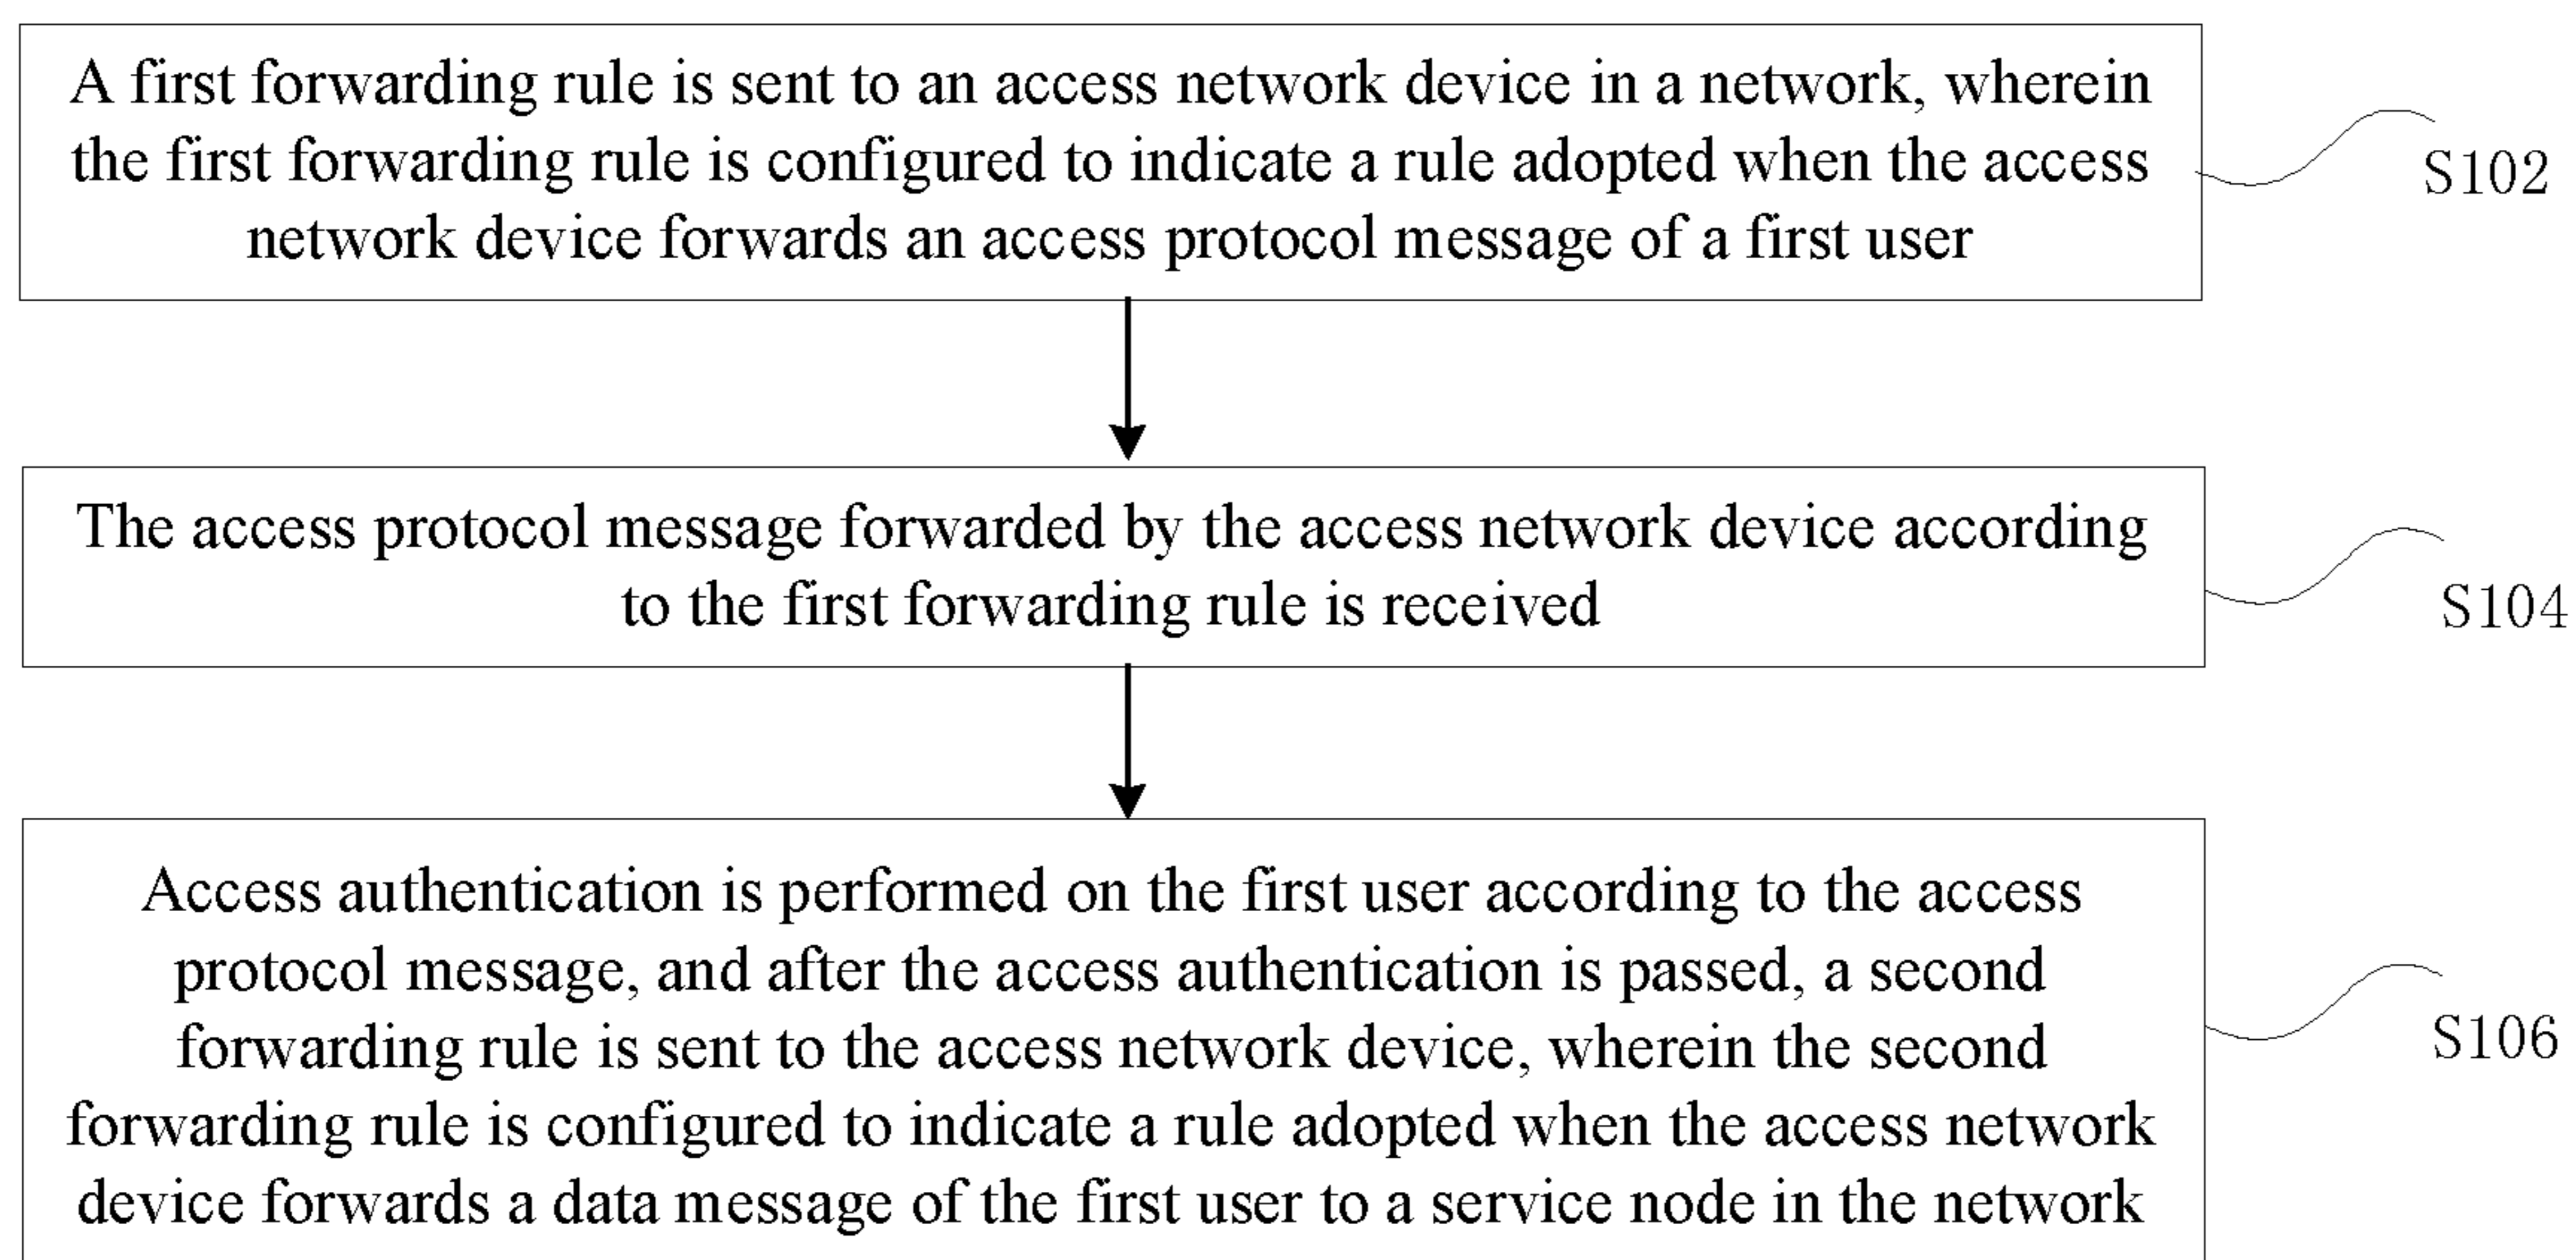 A first forwarding rule is sent to an access network device in a network, wherein
the first forwarding rule is configured to indicate a rule adopted when the access
network device forwards an access protocol message of a first user
S102
The access protocol message forwarded by the access network device according
to the first forwarding rule is received
S104
Access authentication is performed on the first user according to the access
protocol message, and after the access authentication is passed, a second
forwarding rule is sent to the access network device, wherein the second
forwarding rule is configured to indicate a rule adopted when the access network
device forwards a data message of the first user to a service node in the network
S106